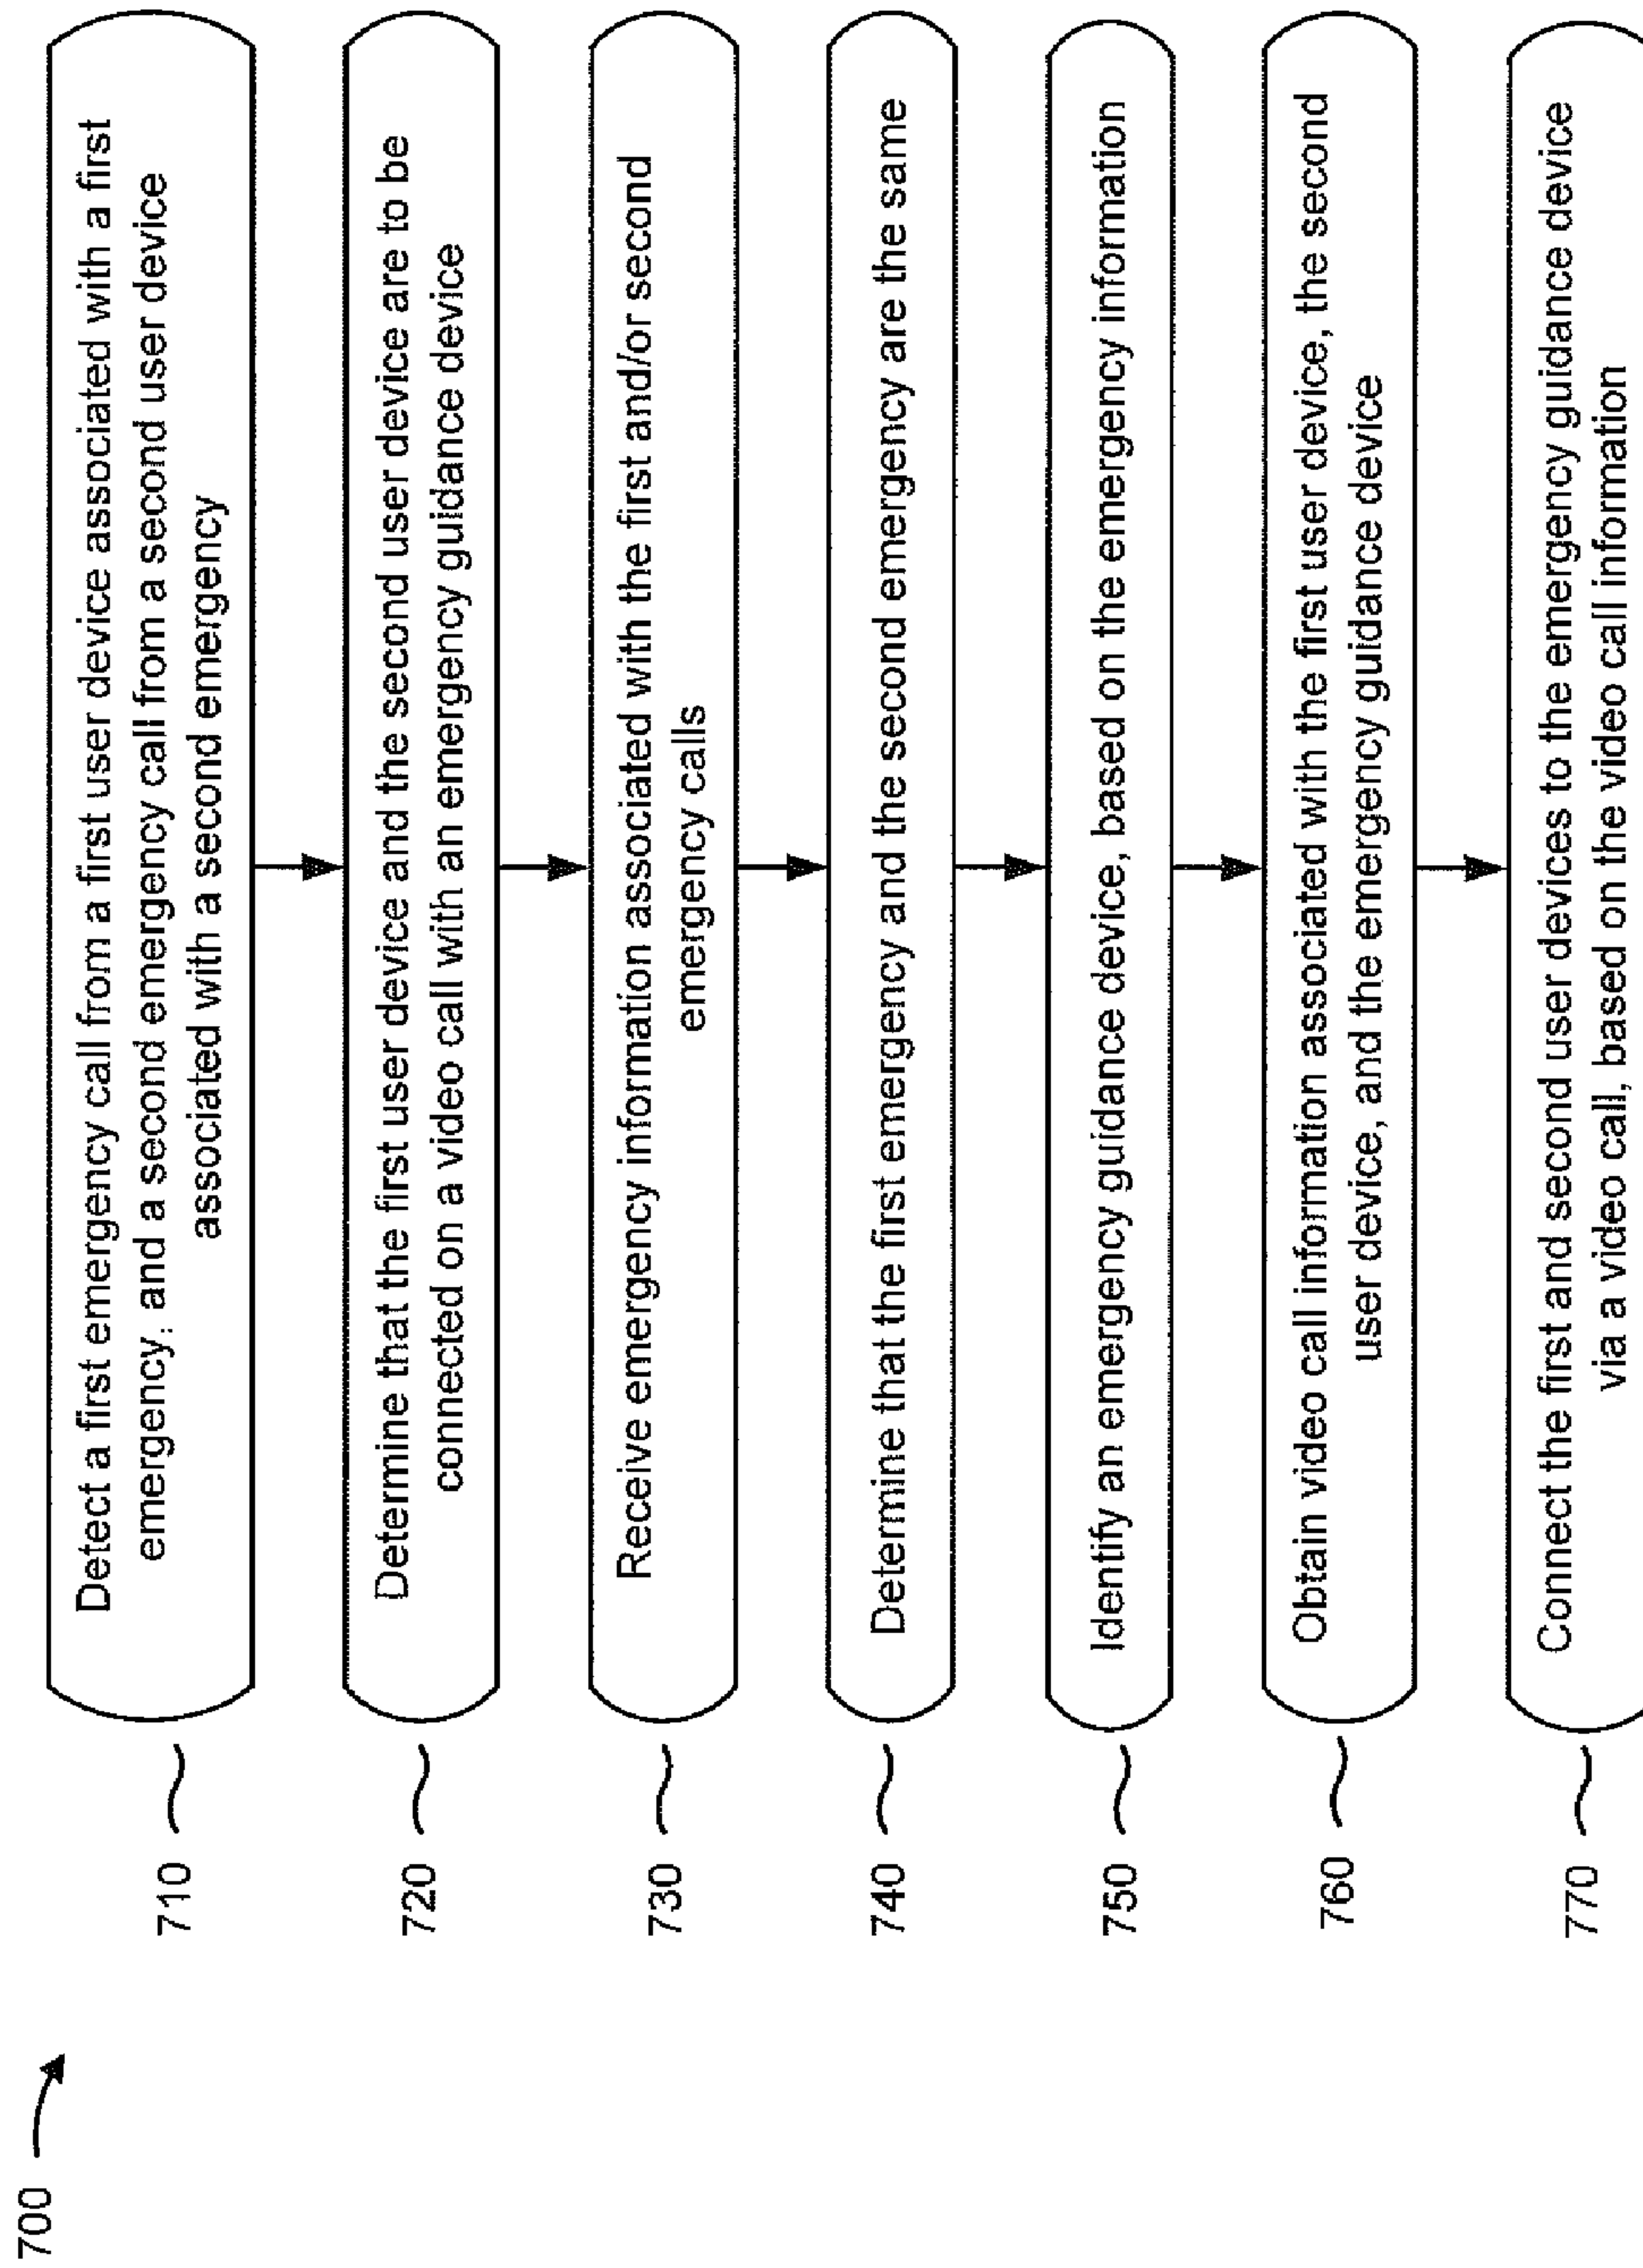 700
710
Detect a first emergency call from a first user device associated with a first
emergency, and a second emergency call from a second user device
associated with a second emergency
720
Determine that the first user device and the second user device are to be
connected on a video call with an emergency guidance device
730
Receive emergency information associated with the first and/or second
emergency calls
740
Determine that the first emergency and the second emergency are the same
750
Identify an emergency guidance device, based on the emergency information
760
Obtain video call information associated with the first user device, the second
user device, and the emergency guidance device
770
Connect the first and second user devices to the emergency guidance device
via a video call, based on the video call information